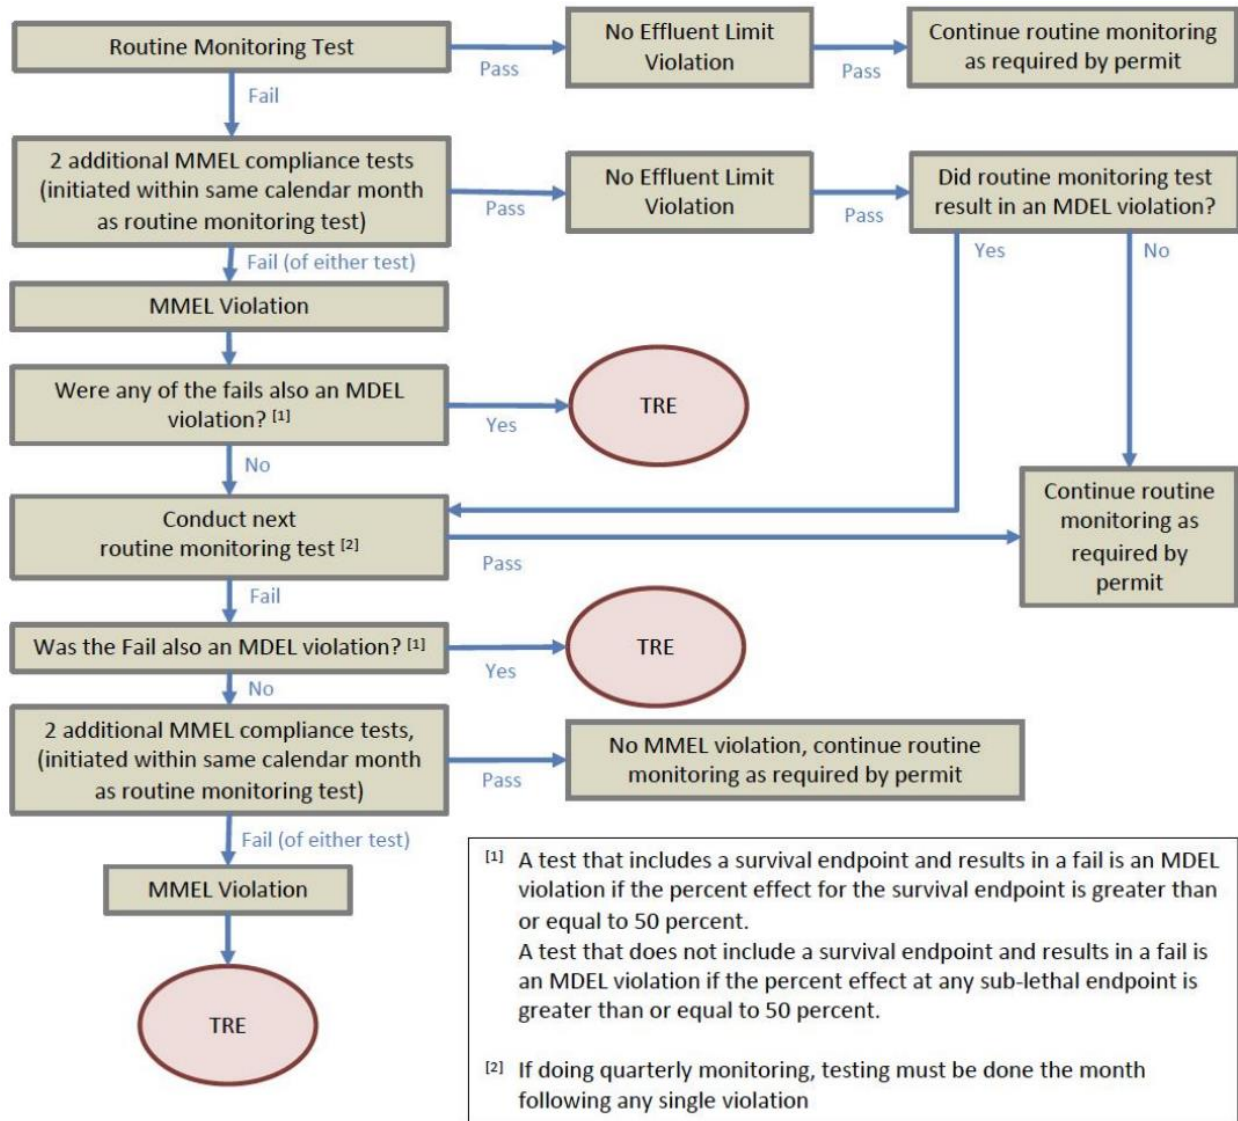 Routine Monitoring Test
Pass
No Effluent Limit
Violation
Pass
Continue routine monitoring
as required by permit
Fail
2 additional MMEL compliance tests
(initiated within same calendar month
as routine monitoring test)
Pass
No Effluent Limit
Violation
Pass
Did routine monitoring test
result in an MDEL violation?
Fail (of either test)
Yes
No
MMEL Violation
Were any of the fails also an MDEL
violation? [1]
Yes
TRE
No
Conduct next
routine monitoring test [2]
Pass
Continue routine
monitoring as
required by
permit
Fail
Was the Fail also an MDEL violation? [1]
Yes
TRE
No
2 additional MMEL compliance tests,
(initiated within same calendar month
as routine monitoring test)
Pass
No MMEL violation, continue routine
monitoring as required by permit
Fail (of either test)
MMEL Violation
TRE
[1] A test that includes a survival endpoint and results in a fail is an MDEL
violation if the percent effect for the survival endpoint is greater than
or equal to 50 percent.
A test that does not include a survival endpoint and results in a fail is
an MDEL violation if the percent effect at any sub-lethal endpoint is
greater than or equal to 50 percent.
[2] If doing quarterly monitoring, testing must be done the month
following any single violation